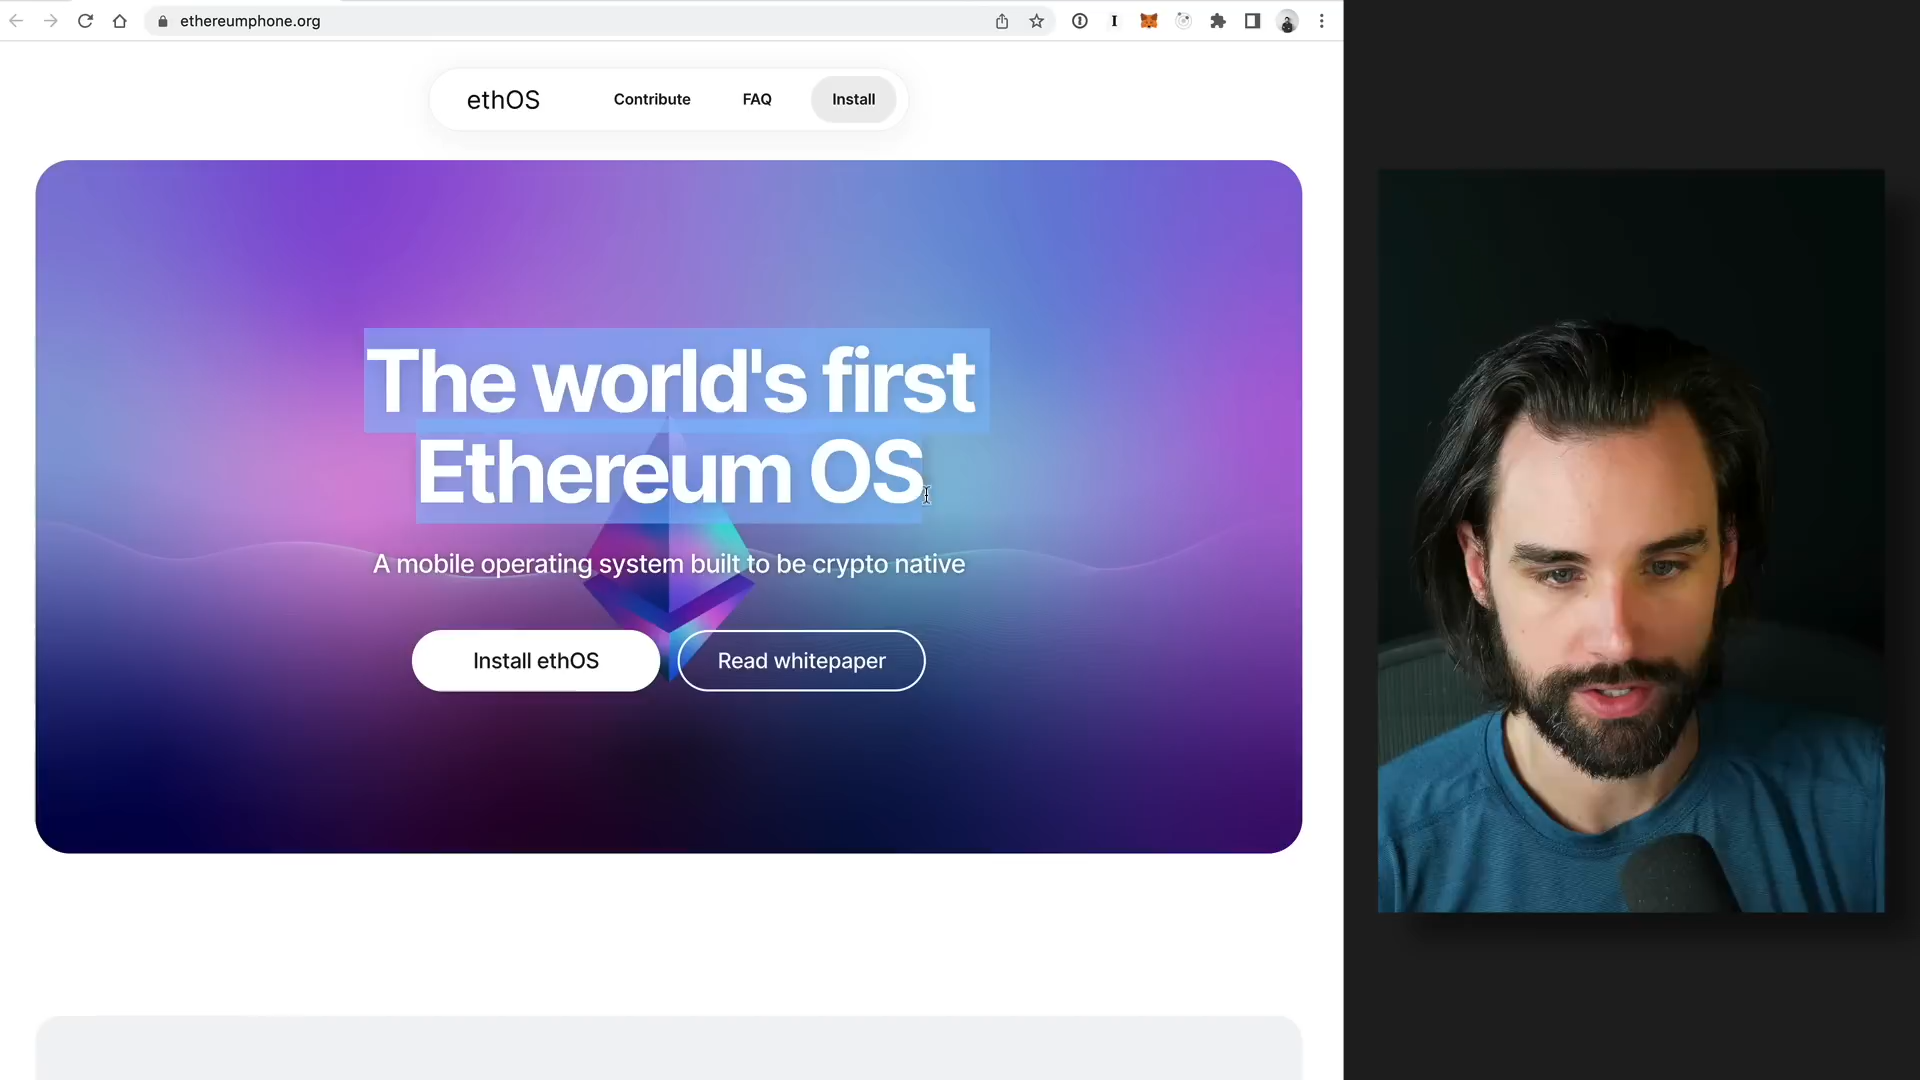 ethereumphone.org
ethOS
Contribute
FAQ
Install
The world's first
Ethereum OS
A mobile operating system built to be crypto native
Install ethOS
Read whitepaper